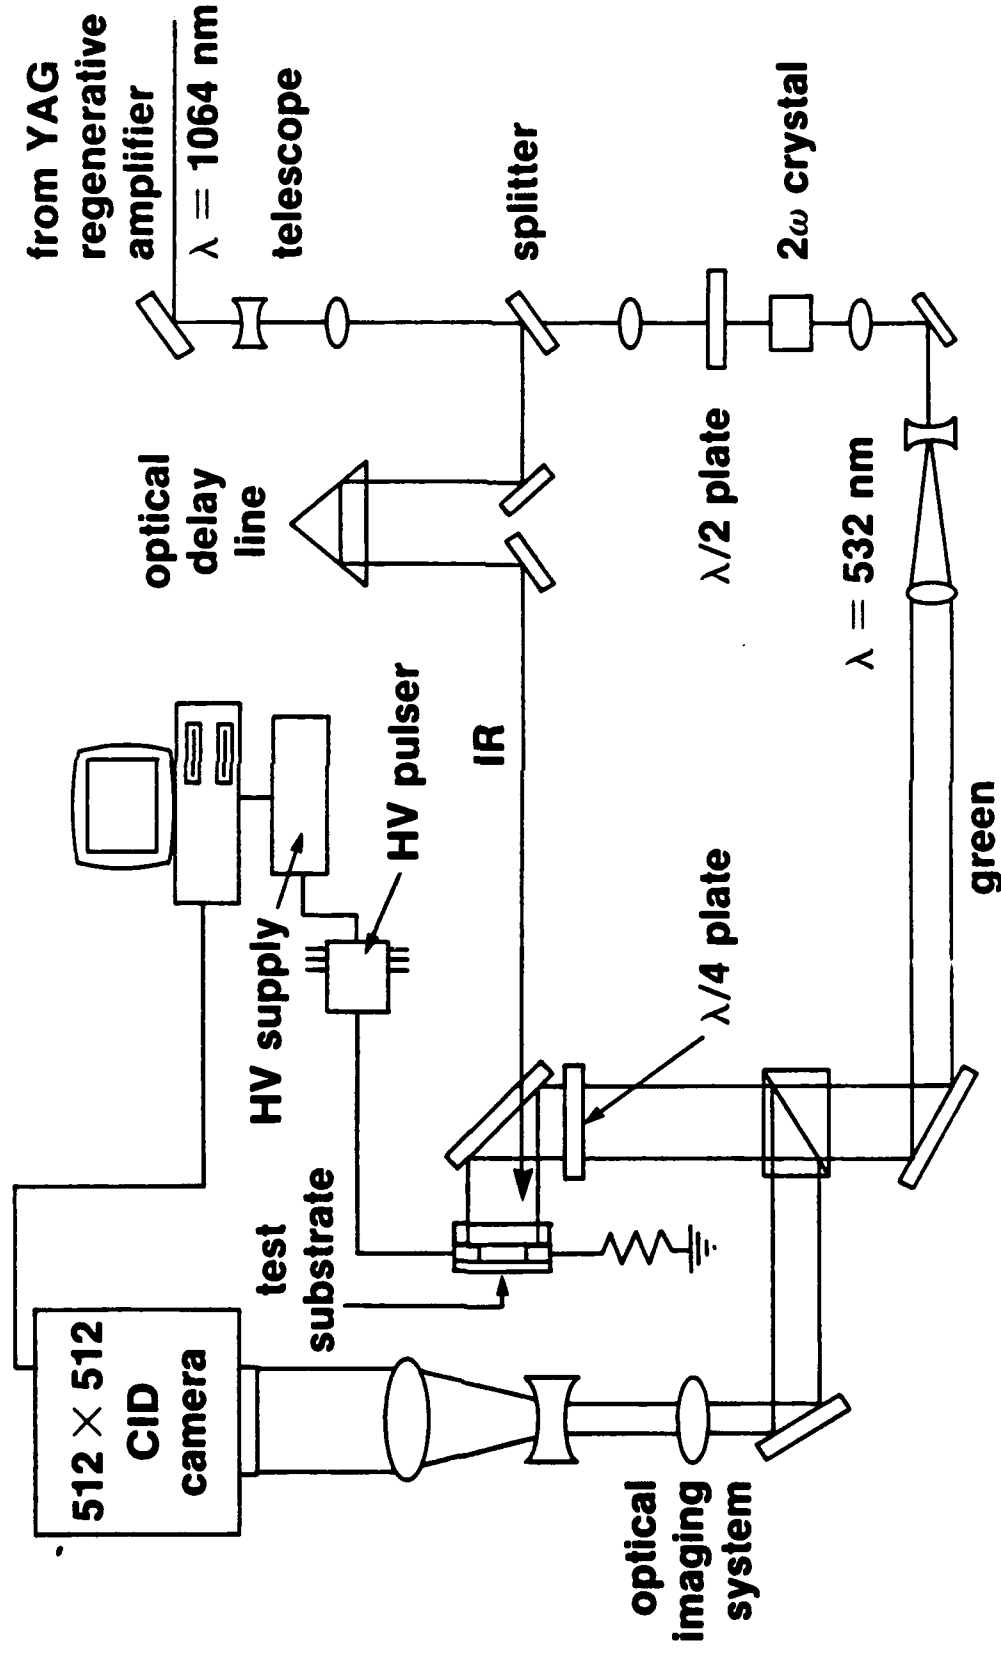 512 × 512
CID
camera
test
substrate
HV supply
HV pulser
optical
delay
line
from YAG
regenerative
amplifier
λ = 1064 nm
telescope
IR
splitter
optical
imaging
system
λ/4 plate
λ/2 plate
2ω crystal
λ = 532 nm
green